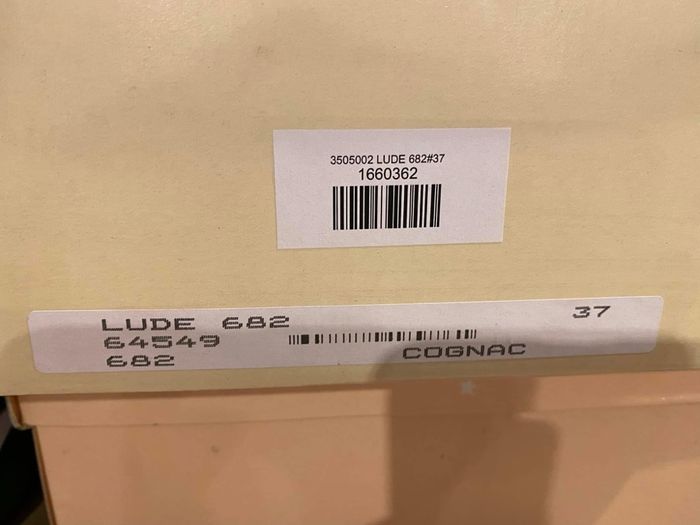 3505002 LUDE 682#37
1660362
LUDE 682 37
64549
682 COGNAC